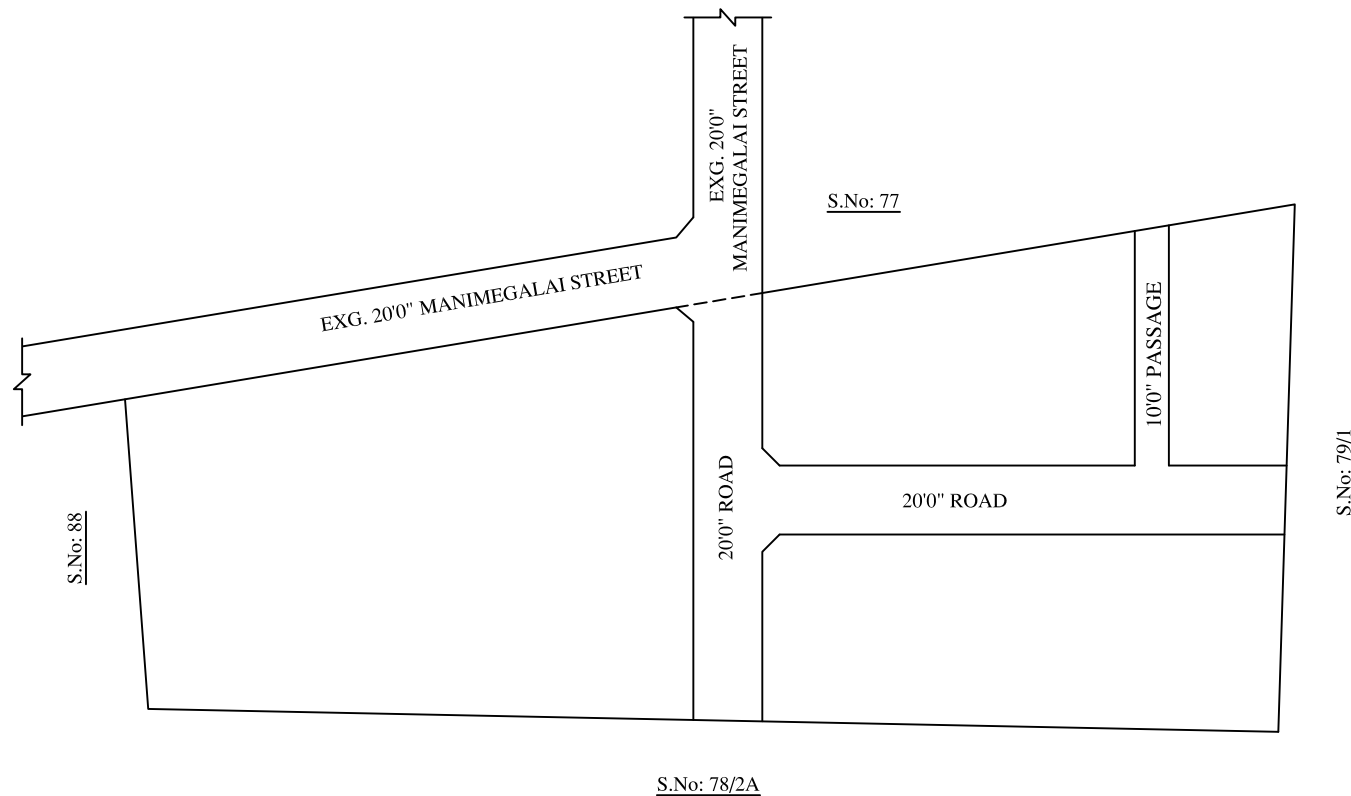 EXG. 20'0"
MANIMEGALAI STREET
S.No: 77
EXG. 20'0" MANIMEGALAI STREET
10'0" PASSAGE
S.No: 79/1
20'0" ROAD
20'0" ROAD
S.No: 88
S.No: 78/2A